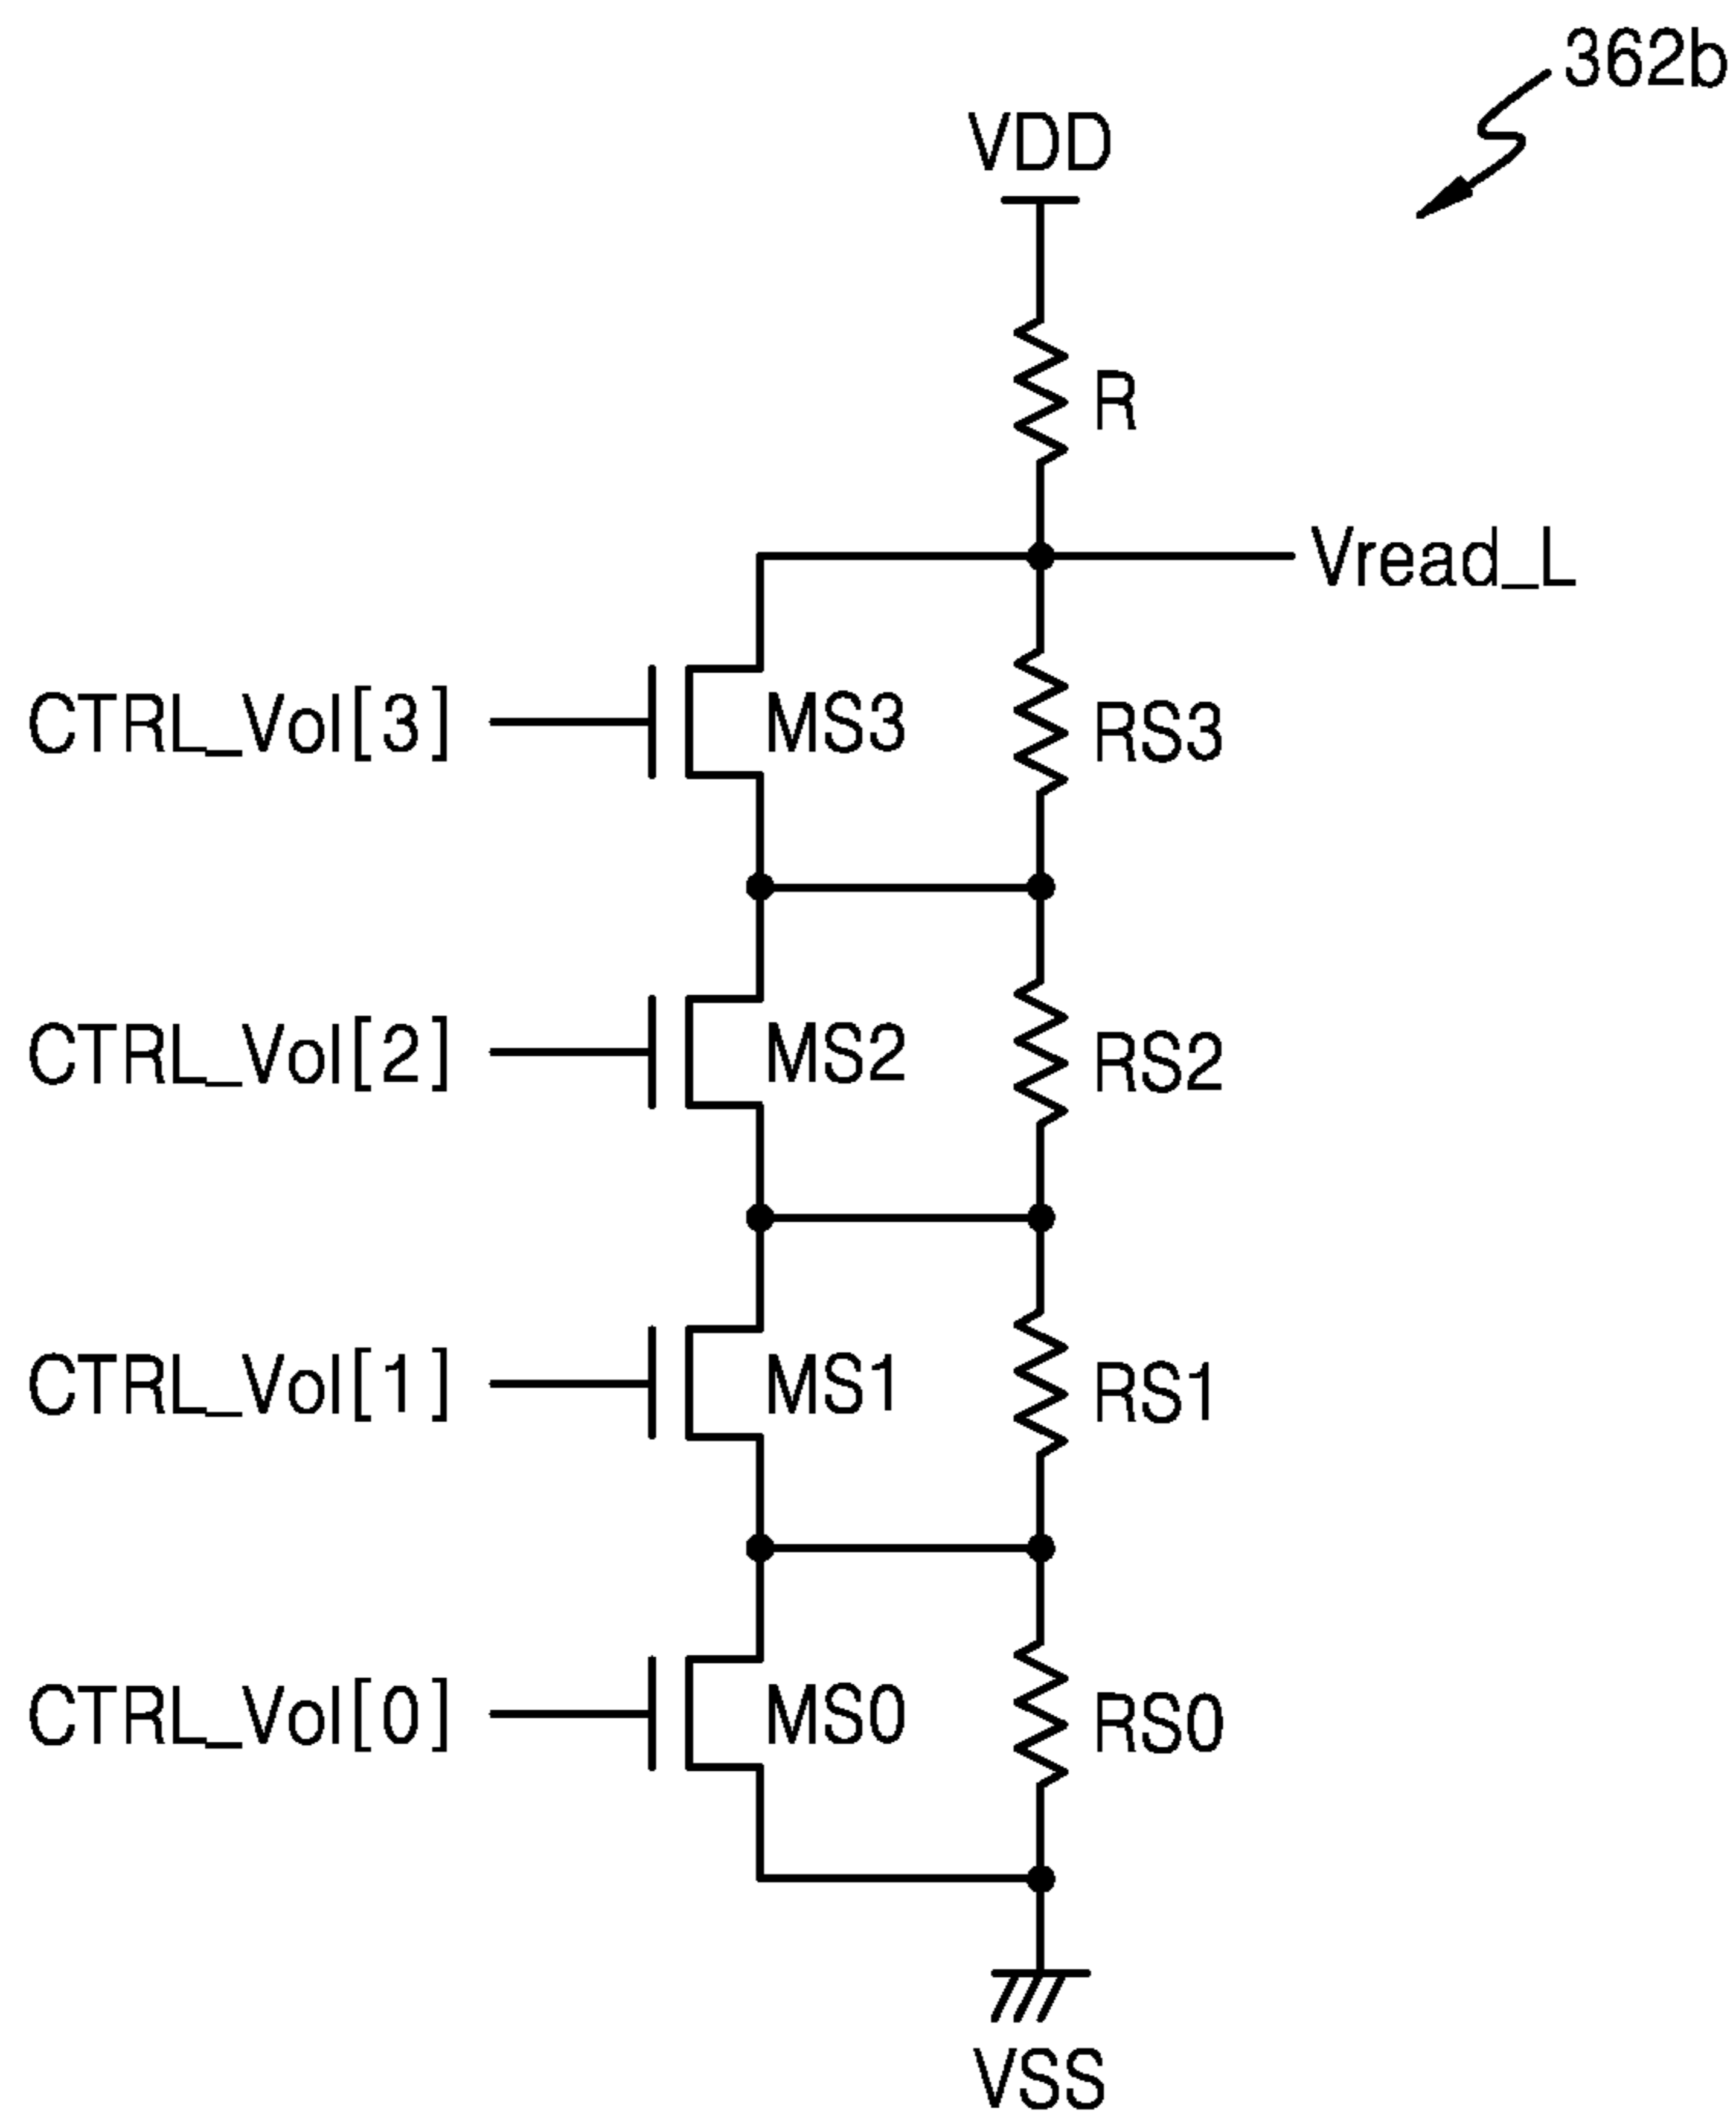 362b
VDD
R
Vread_L
CTRL_Vol[3]
MS3
RS3
CTRL_Vol[2]
MS2
RS2
CTRL_Vol[1]
MS1
RS1
CTRL_Vol[0]
MS0
RS0
VSS